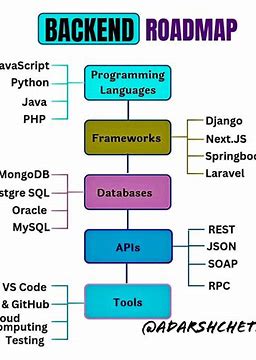 BACKEND ROADMAP
avaScript
Python
Java
PHP
Programming
Languages
Frameworks
Django
Next.JS
Springboo
Laravel
MongoDB
stgre SQL
Oracle
MySQL
Databases
APIs
REST
JSON
SOAP
RPC
VS Code
& GitHub
oud
omputing
Testing
Tools
@ADARSHCHET